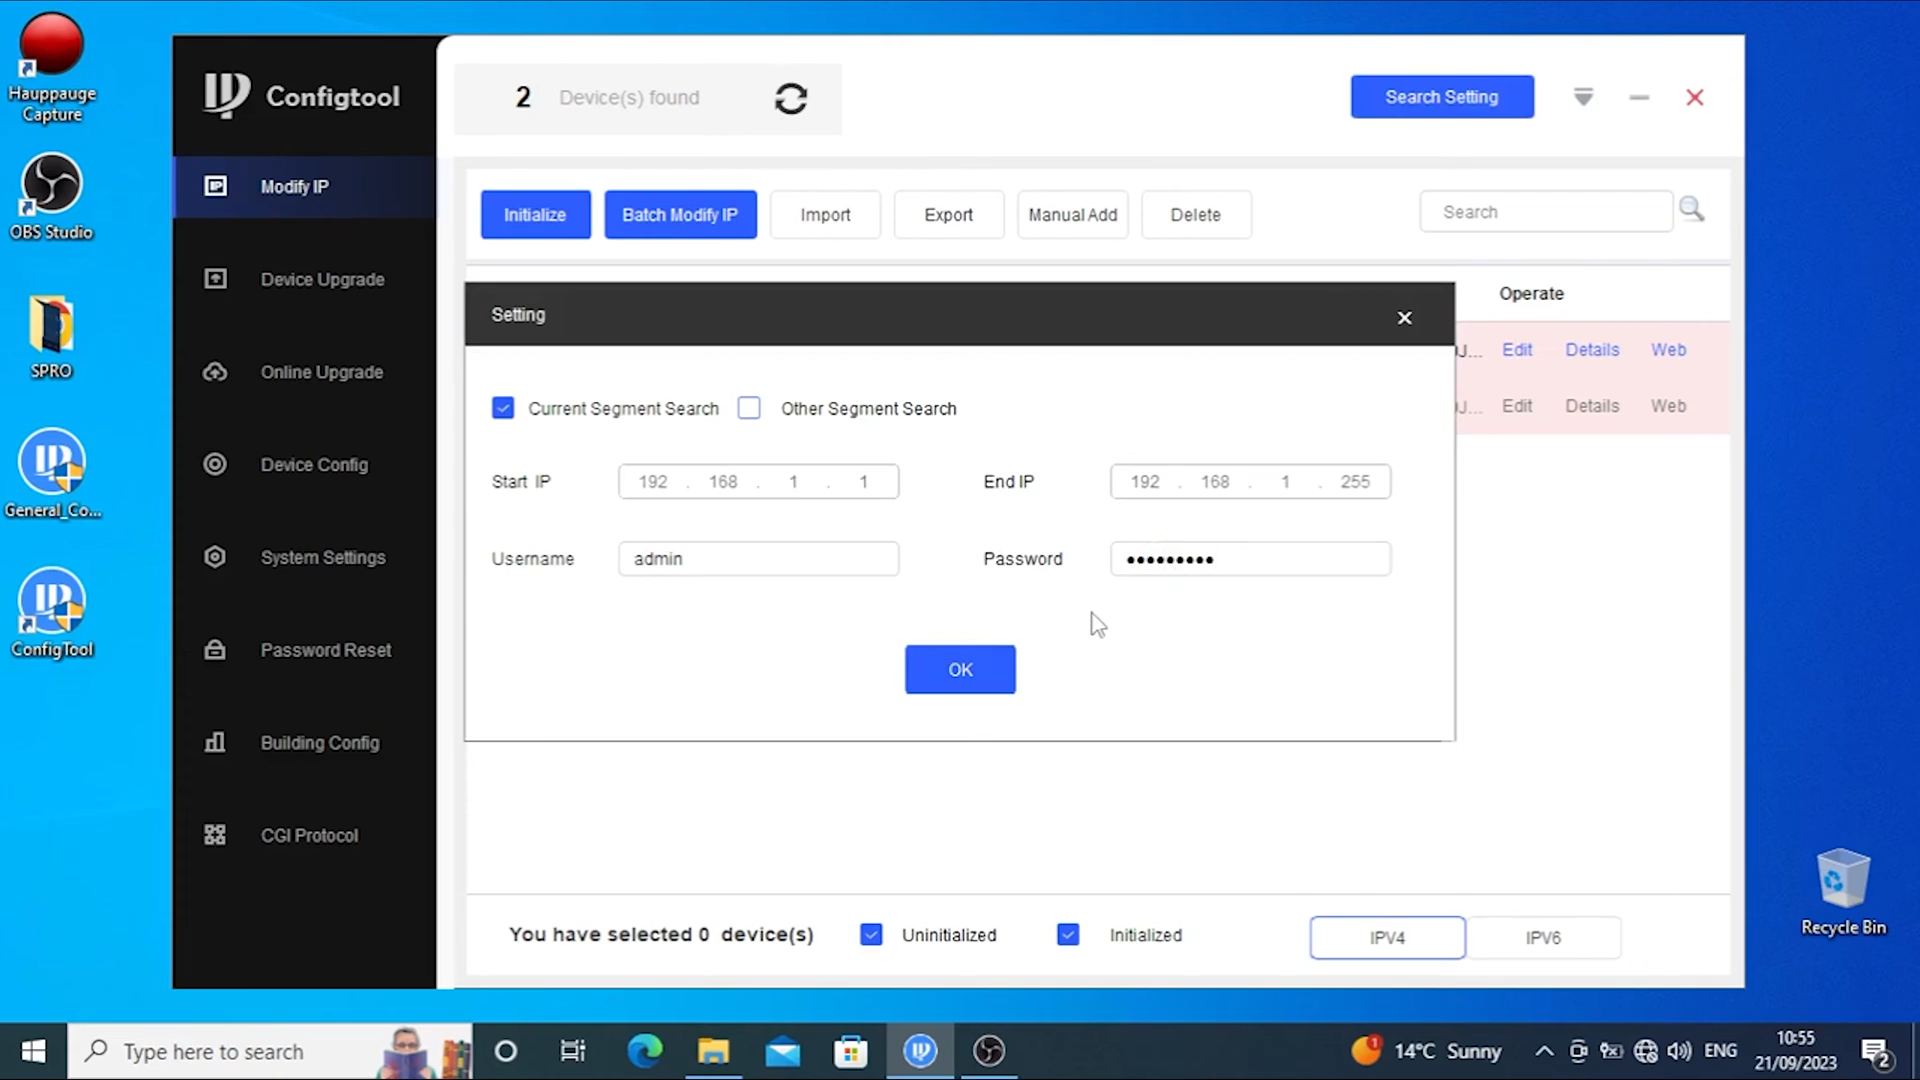 Hauppauge
Capture
OBS Studio
SPRO
General_Co...
ConfigTool
Recycle Bin
Configtool
Modify IP
Device Upgrade
Online Upgrade
Device Config
System Settings
Password Reset
Building Config
CGI Protocol
2 Device(s) found
Search Setting
Initialize Batch Modify IP Import Export Manual Add Delete Search
Operate
Setting
J... Edit Details Web
J... Edit Details Web
Current Segment Search Other Segment Search
Start IP 192 . 168 . 1 . 1 End IP 192 . 168 . 1 . 255
Username admin Password •••••••••
OK
You have selected 0 device(s) Uninitialized Initialized IPV4 IPV6
Type here to search
1 14°C Sunny ENG
10:55
21/09/2023
2